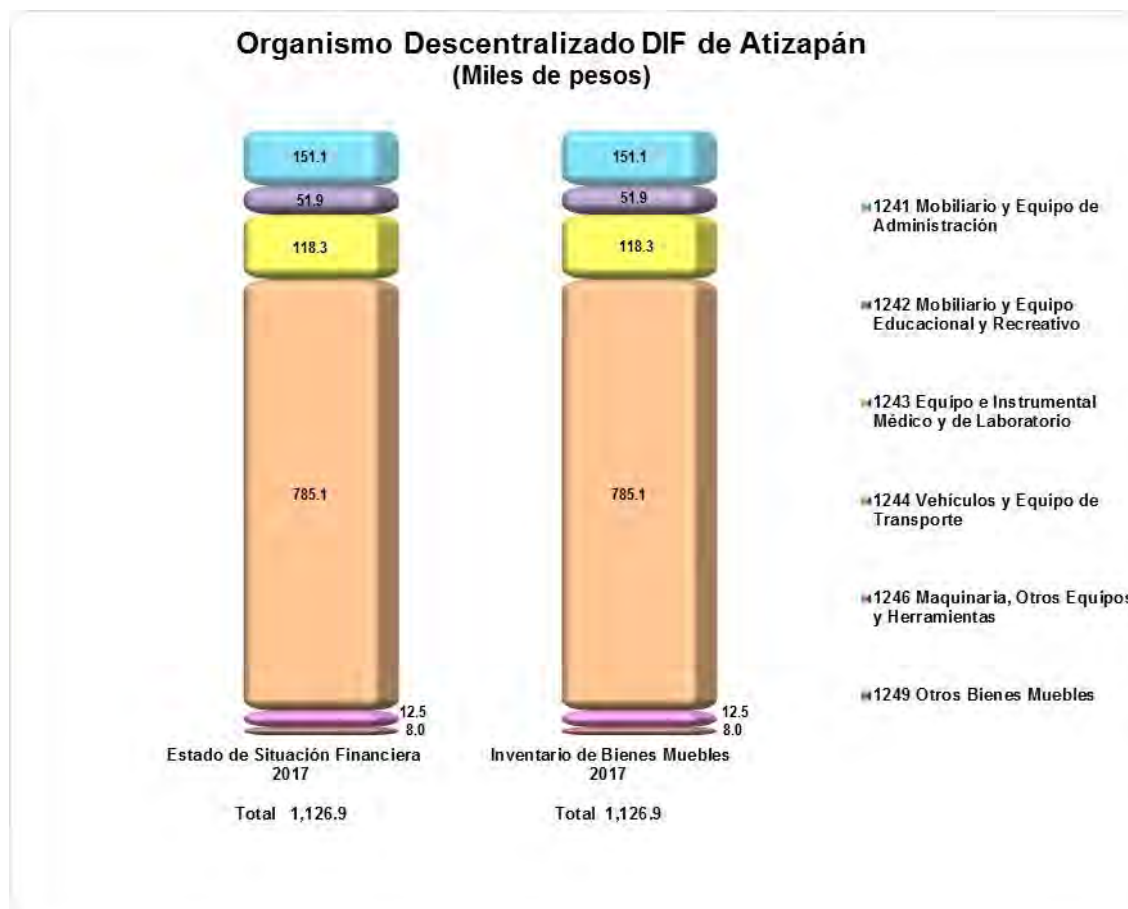 Organismo Descentralizado DIF de Atizapán
(Miles de pesos)
151.1
51.9
118.3
785.1
12.5
8.0
Estado de Situación Financiera
2017
Total 1,126.9
151.1
51.9
118.3
785.1
12.5
8.0
Inventario de Bienes Muebles
2017
Total 1,126.9
1241 Mobiliario y Equipo de
Administración
1242 Mobiliario y Equipo
Educacional y Recreativo
1243 Equipo e Instrumental
Médico y de Laboratorio
1244 Vehículos y Equipo de
Transporte
1246 Maquinaria, Otros Equipos
y Herramientas
1249 Otros Bienes Muebles